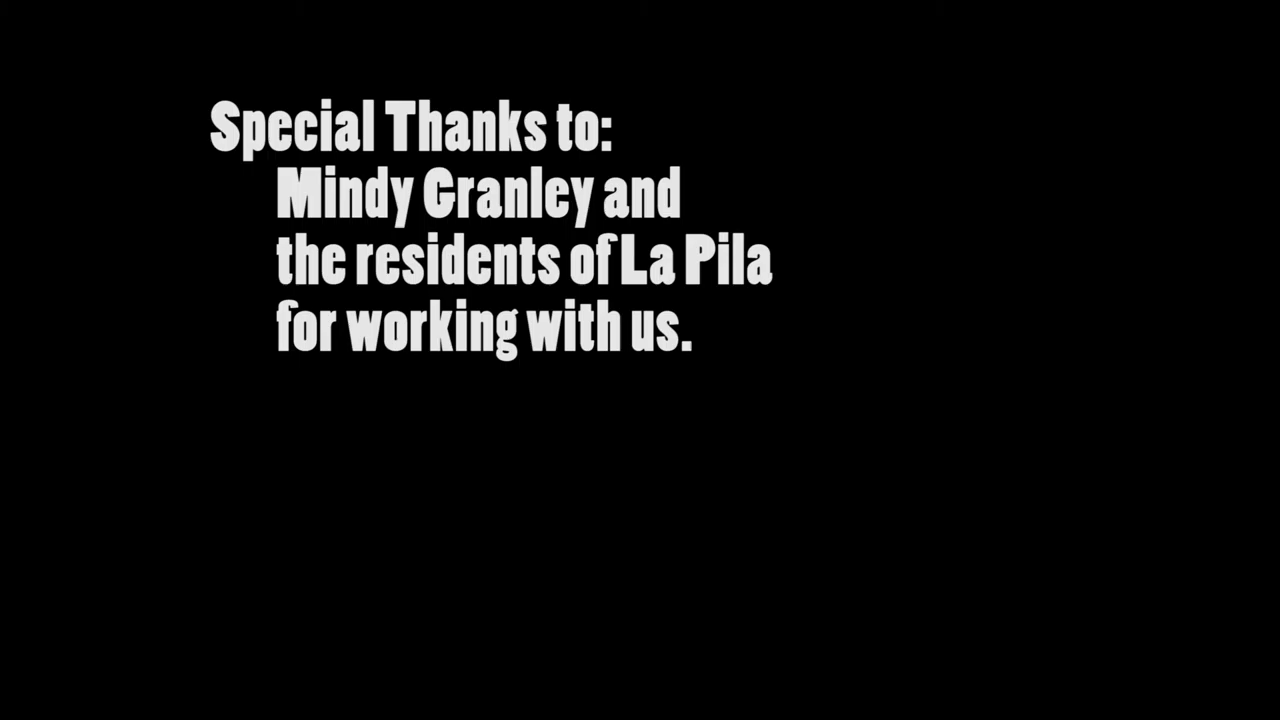 Special Thanks to:
Mindy Granley and
the residents of La Pila
for working with us.